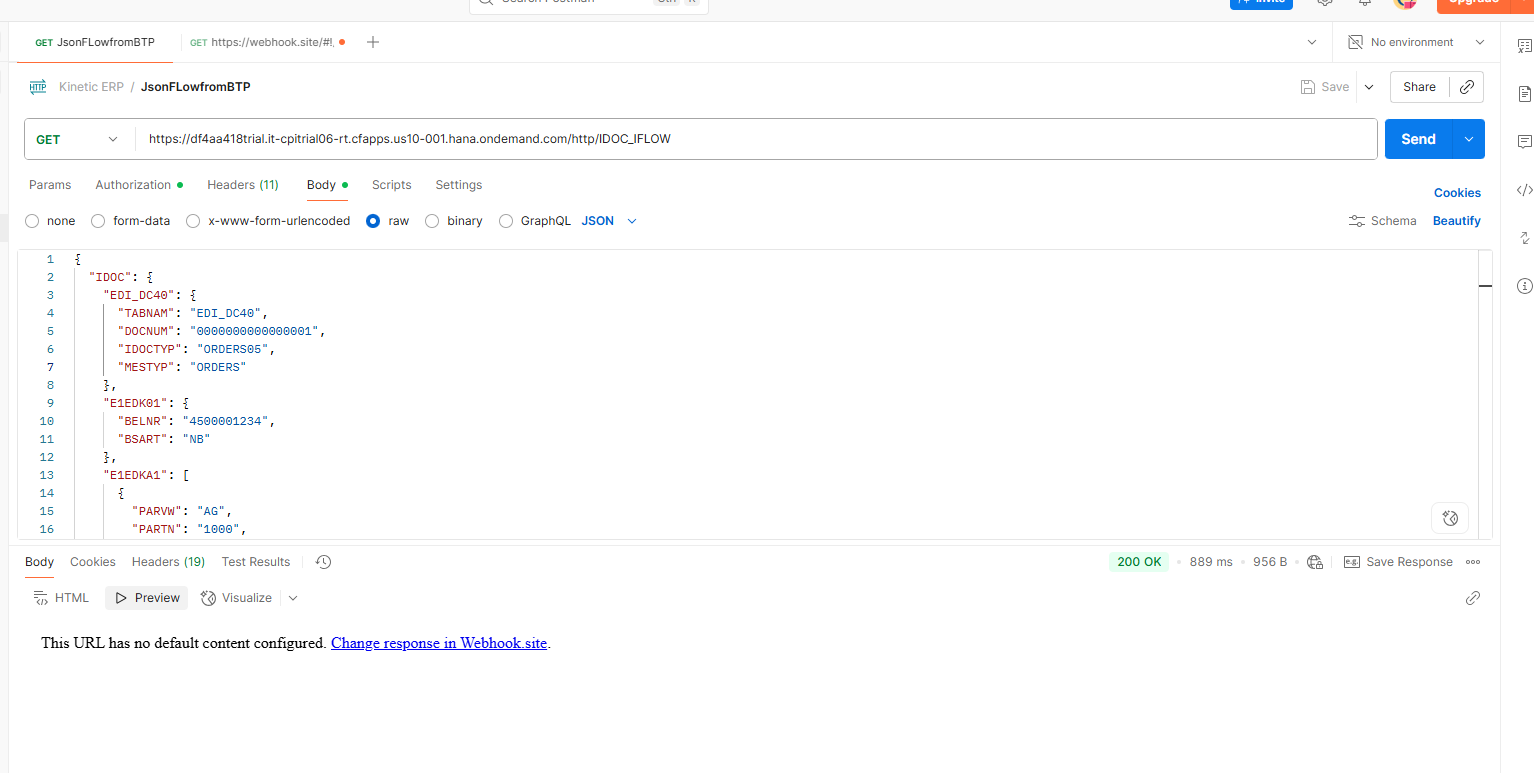 Search Postman Ctrl K Invite Upgrade
GET JsonFLowfromBTP GET https://webhook.site/#!, No environment
HTTP Kinetic ERP / JsonFLowfromBTP Save Share
GET https://df4aa418trial.it-cpitrial06-rt.cfapps.us10-001.hana.ondemand.com/http/IDOC_IFLOW Send
Params Authorization Headers (11) Body Scripts Settings Cookies
none form-data x-www-form-urlencoded raw binary GraphQL JSON Schema Beautify
1 {
2 "IDOC": {
3 "EDI_DC40": {
4 "TABNAM": "EDI_DC40",
5 "DOCNUM": "0000000000000001",
6 "IDOCTYP": "ORDERS05",
7 "MESTYP": "ORDERS"
8 },
9 "E1EDK01": {
10 "BELNR": "4500001234",
11 "BSART": "NB"
12 },
13 "E1EDKA1": [
14 {
15 "PARVW": "AG",
16 "PARTN": "1000",
Body Cookies Headers (19) Test Results 200 OK • 889 ms • 956 B • e.g. Save Response
HTML Preview Visualize
This URL has no default content configured. Change response in Webhook.site.